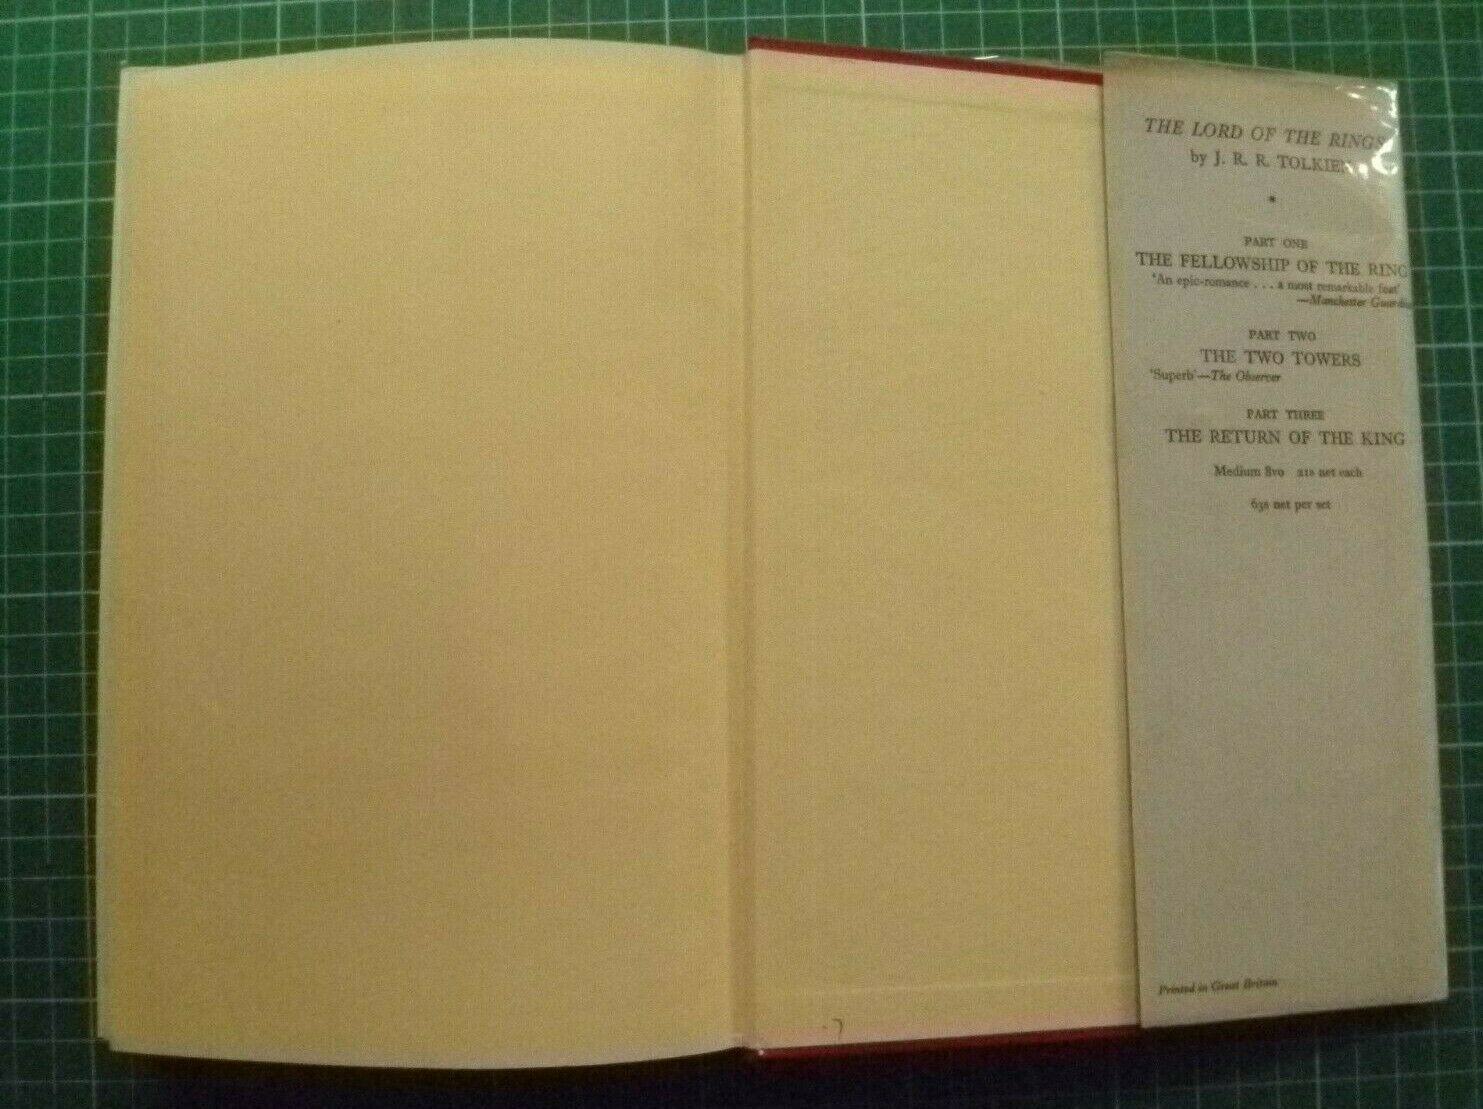 THE LORD OF THE RINGS
by J. R. R. TOLKIEN
PART ONE
THE FELLOWSHIP OF THE RING
'An epic-romance . . . a most remarkable feat'
—Manchester Guardian
PART TWO
THE TWO TOWERS
'Superb'—The Observer
PART THREE
THE RETURN OF THE KING
Medium 8vo 21s net each
63s net per set
Printed in Great Britain